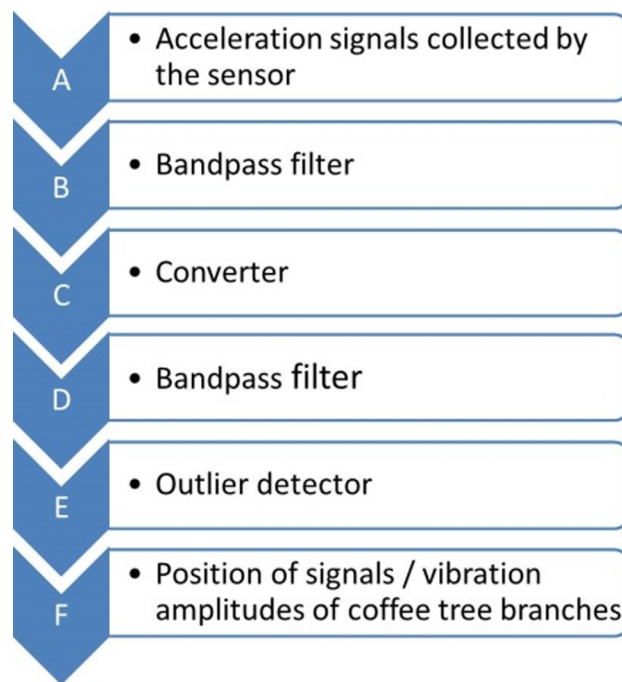 A
• Acceleration signals collected by
the sensor
B
• Bandpass filter
C
• Converter
D
• Bandpass filter
E
• Outlier detector
F
• Position of signals / vibration
amplitudes of coffee tree branches